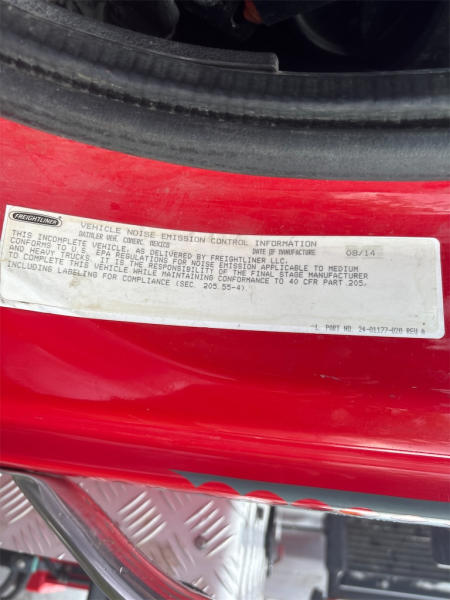 FREIGHTLINER
VEHICLE NOISE EMISSION CONTROL INFORMATION
DAIMLER VEH. COMERC. MEXICO DATE OF MANUFACTURE 08/14
THIS INCOMPLETE VEHICLE, AS DELIVERED BY FREIGHTLINER LLC.
CONFORMS TO U.S EPA REGULATIONS FOR NOISE EMISSION APPLICABLE TO MEDIUM
AND HEAVY TRUCKS. IT IS THE RESPONSIBILITY OF THE FINAL STAGE MANUFACTURER
TO COMPLETE THIS VEHICLE WHILE MAINTAINING CONFORMANCE TO 40 CFR PART 205,
INCLUDING LABELING FOR COMPLIANCE (SEC. 205.55-4).
PART NO. 24-01177-020 REV A